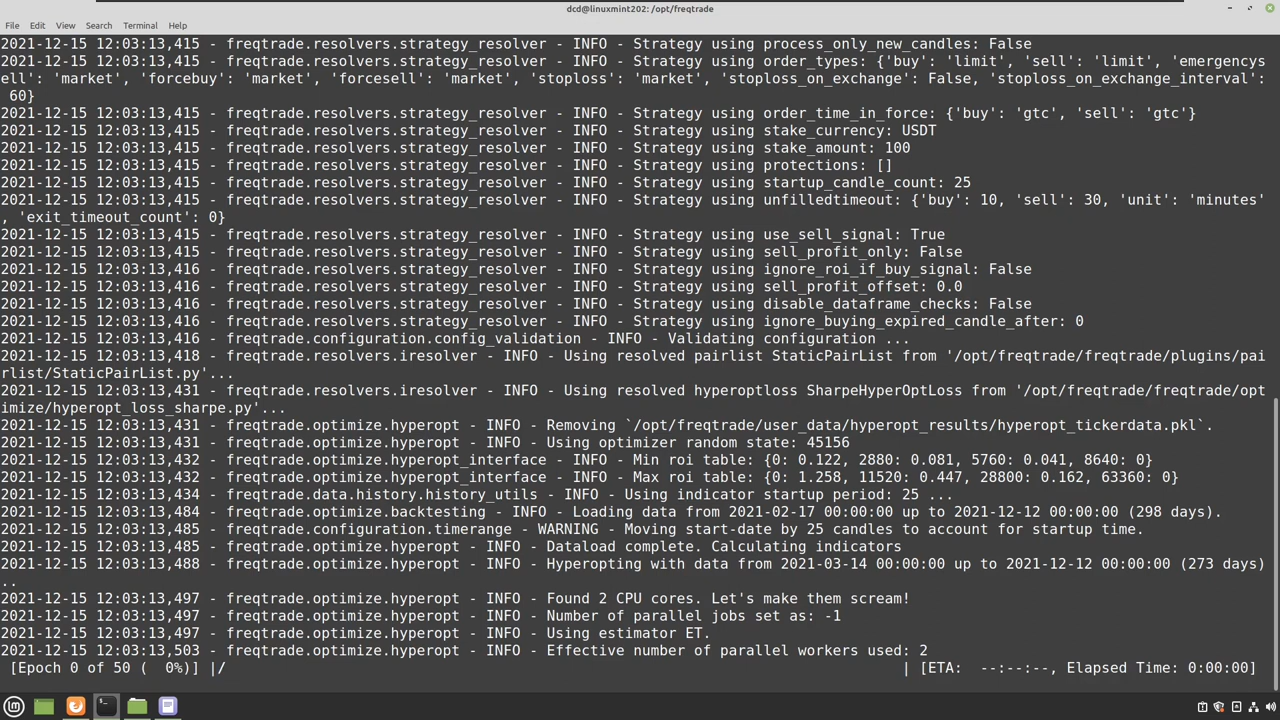 dcd@linuxmint202: /opt/freqtrade
File Edit View Search Terminal Help
2021-12-15 12:03:13,415 - freqtrade.resolvers.strategy_resolver - INFO - Strategy using process_only_new_candles: False
2021-12-15 12:03:13,415 - freqtrade.resolvers.strategy_resolver - INFO - Strategy using order_types: {'buy': 'limit', 'sell': 'limit', 'emergencys
ell': 'market', 'forcebuy': 'market', 'forcesell': 'market', 'stoploss': 'market', 'stoploss_on_exchange': False, 'stoploss_on_exchange_interval':
60}
2021-12-15 12:03:13,415 - freqtrade.resolvers.strategy_resolver - INFO - Strategy using order_time_in_force: {'buy': 'gtc', 'sell': 'gtc'}
2021-12-15 12:03:13,415 - freqtrade.resolvers.strategy_resolver - INFO - Strategy using stake_currency: USDT
2021-12-15 12:03:13,415 - freqtrade.resolvers.strategy_resolver - INFO - Strategy using stake_amount: 100
2021-12-15 12:03:13,415 - freqtrade.resolvers.strategy_resolver - INFO - Strategy using protections: []
2021-12-15 12:03:13,415 - freqtrade.resolvers.strategy_resolver - INFO - Strategy using startup_candle_count: 25
2021-12-15 12:03:13,415 - freqtrade.resolvers.strategy_resolver - INFO - Strategy using unfilledtimeout: {'buy': 10, 'sell': 30, 'unit': 'minutes'
, 'exit_timeout_count': 0}
2021-12-15 12:03:13,415 - freqtrade.resolvers.strategy_resolver - INFO - Strategy using use_sell_signal: True
2021-12-15 12:03:13,415 - freqtrade.resolvers.strategy_resolver - INFO - Strategy using sell_profit_only: False
2021-12-15 12:03:13,416 - freqtrade.resolvers.strategy_resolver - INFO - Strategy using ignore_roi_if_buy_signal: False
2021-12-15 12:03:13,416 - freqtrade.resolvers.strategy_resolver - INFO - Strategy using sell_profit_offset: 0.0
2021-12-15 12:03:13,416 - freqtrade.resolvers.strategy_resolver - INFO - Strategy using disable_dataframe_checks: False
2021-12-15 12:03:13,416 - freqtrade.resolvers.strategy_resolver - INFO - Strategy using ignore_buying_expired_candle_after: 0
2021-12-15 12:03:13,416 - freqtrade.configuration.config_validation - INFO - Validating configuration ...
2021-12-15 12:03:13,418 - freqtrade.resolvers.iresolver - INFO - Using resolved pairlist StaticPairList from '/opt/freqtrade/freqtrade/plugins/pai
rlist/StaticPairList.py'...
2021-12-15 12:03:13,431 - freqtrade.resolvers.iresolver - INFO - Using resolved hyperoptloss SharpeHyperOptLoss from '/opt/freqtrade/freqtrade/opt
imize/hyperopt_loss_sharpe.py'...
2021-12-15 12:03:13,431 - freqtrade.optimize.hyperopt - INFO - Removing `/opt/freqtrade/user_data/hyperopt_results/hyperopt_tickerdata.pkl`.
2021-12-15 12:03:13,431 - freqtrade.optimize.hyperopt - INFO - Using optimizer random state: 45156
2021-12-15 12:03:13,432 - freqtrade.optimize.hyperopt_interface - INFO - Min roi table: {0: 0.122, 2880: 0.081, 5760: 0.041, 8640: 0}
2021-12-15 12:03:13,432 - freqtrade.optimize.hyperopt_interface - INFO - Max roi table: {0: 1.258, 11520: 0.447, 28800: 0.162, 63360: 0}
2021-12-15 12:03:13,434 - freqtrade.data.history.history_utils - INFO - Using indicator startup period: 25 ...
2021-12-15 12:03:13,484 - freqtrade.optimize.backtesting - INFO - Loading data from 2021-02-17 00:00:00 up to 2021-12-12 00:00:00 (298 days).
2021-12-15 12:03:13,485 - freqtrade.configuration.timerange - WARNING - Moving start-date by 25 candles to account for startup time.
2021-12-15 12:03:13,485 - freqtrade.optimize.hyperopt - INFO - Dataload complete. Calculating indicators
2021-12-15 12:03:13,488 - freqtrade.optimize.hyperopt - INFO - Hyperopting with data from 2021-03-14 00:00:00 up to 2021-12-12 00:00:00 (273 days)
..
2021-12-15 12:03:13,497 - freqtrade.optimize.hyperopt - INFO - Found 2 CPU cores. Let's make them scream!
2021-12-15 12:03:13,497 - freqtrade.optimize.hyperopt - INFO - Number of parallel jobs set as: -1
2021-12-15 12:03:13,497 - freqtrade.optimize.hyperopt - INFO - Using estimator ET.
2021-12-15 12:03:13,503 - freqtrade.optimize.hyperopt - INFO - Effective number of parallel workers used: 2
[Epoch 0 of 50 (  0%)] |/ | [ETA:  --:--:--, Elapsed Time: 0:00:00]